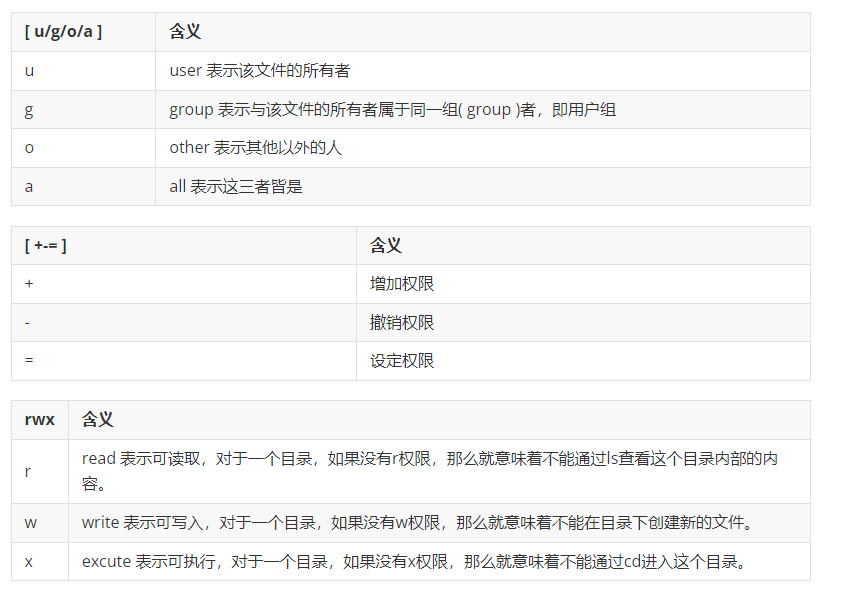 [ u/g/o/a ] 含义
u user 表示该文件的所有者
g group 表示与该文件的所有者属于同一组( group )者，即用户组
o other 表示其他以外的人
a all 表示这三者皆是
[ +-= ] 含义
+ 增加权限
- 撤销权限
= 设定权限
rwx 含义
r read 表示可读取，对于一个目录，如果没有r权限，那么就意味着不能通过ls查看这个目录内部的内
容。
w write 表示可写入，对于一个目录，如果没有w权限，那么就意味着不能在目录下创建新的文件。
x excute 表示可执行，对于一个目录，如果没有x权限，那么就意味着不能通过cd进入这个目录。